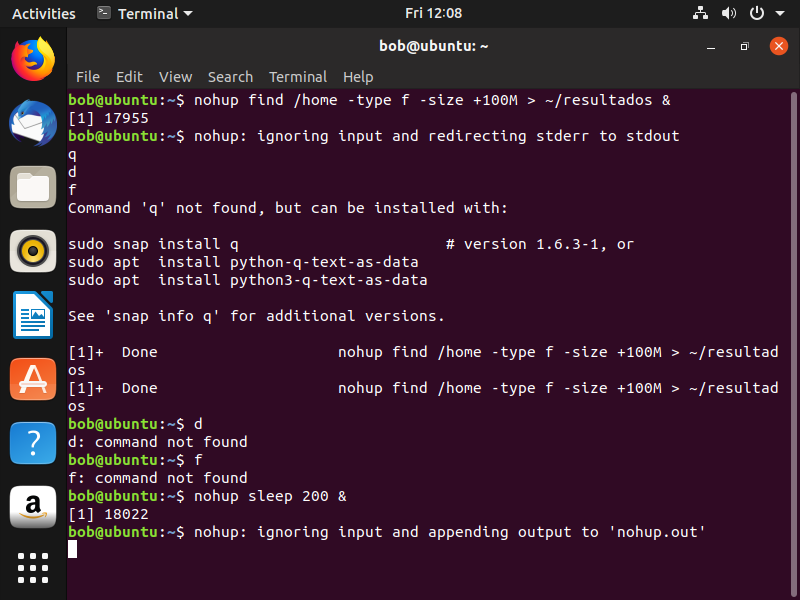 Activities Terminal Fri 12:08
bob@ubuntu: ~
File Edit View Search Terminal Help
bob@ubuntu:~$ nohup find /home -type f -size +100M > ~/resultados &
[1] 17955
bob@ubuntu:~$ nohup: ignoring input and redirecting stderr to stdout
q
d
f
Command 'q' not found, but can be installed with:
sudo snap install q                       # version 1.6.3-1, or
sudo apt  install python-q-text-as-data
sudo apt  install python3-q-text-as-data
See 'snap info q' for additional versions.
[1]+  Done                    nohup find /home -type f -size +100M > ~/resultad
os
[1]+  Done                    nohup find /home -type f -size +100M > ~/resultad
os
bob@ubuntu:~$ d
d: command not found
bob@ubuntu:~$ f
f: command not found
bob@ubuntu:~$ nohup sleep 200 &
[1] 18022
bob@ubuntu:~$ nohup: ignoring input and appending output to 'nohup.out'